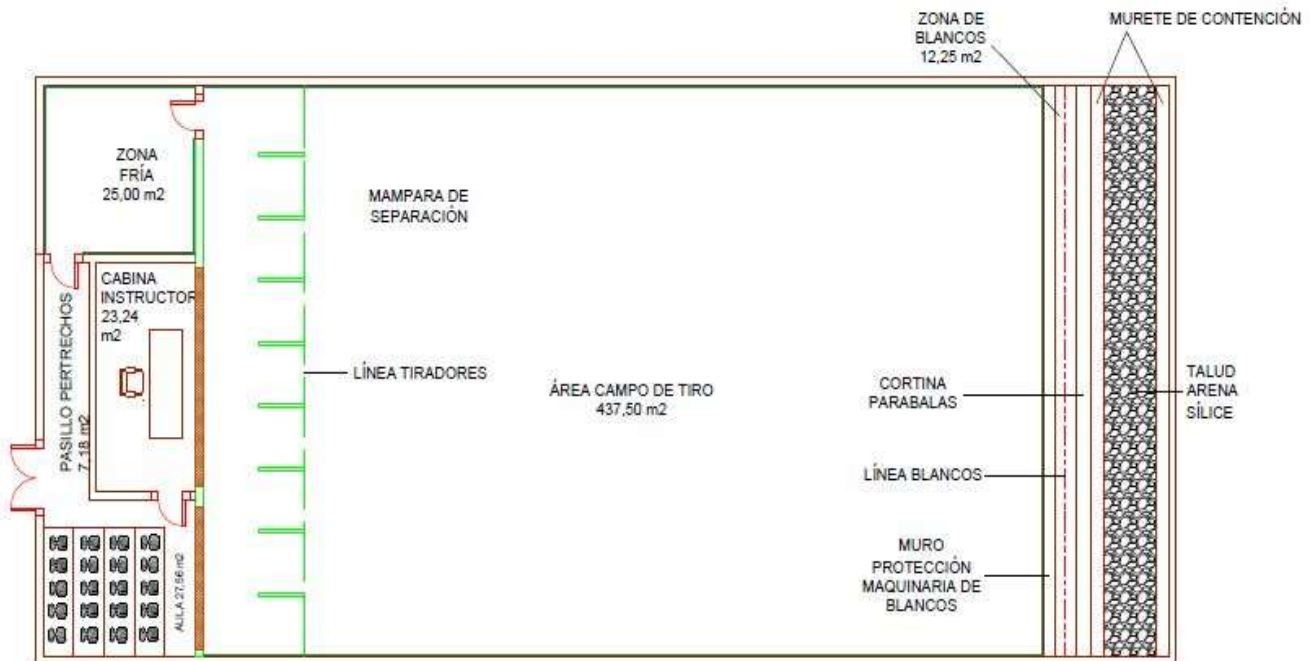 ZONA DE
BLANCOS
12,25 m2
MURETE DE CONTENCIÓN
ZONA
FRÍA
25,00 m2
MAMPARA DE
SEPARACIÓN
CABINA
INSTRUCTOR
23,24
m2
PASILLO PERTRECHOS
7,18 m2
LÍNEA TIRADORES
ÁREA CAMPO DE TIRO
437,50 m2
CORTINA
PARABALAS
TALUD
ARENA
SÍLICE
LÍNEA BLANCOS
MURO
PROTECCIÓN
MAQUINARIA DE
BLANCOS
AULA 27,56 m2